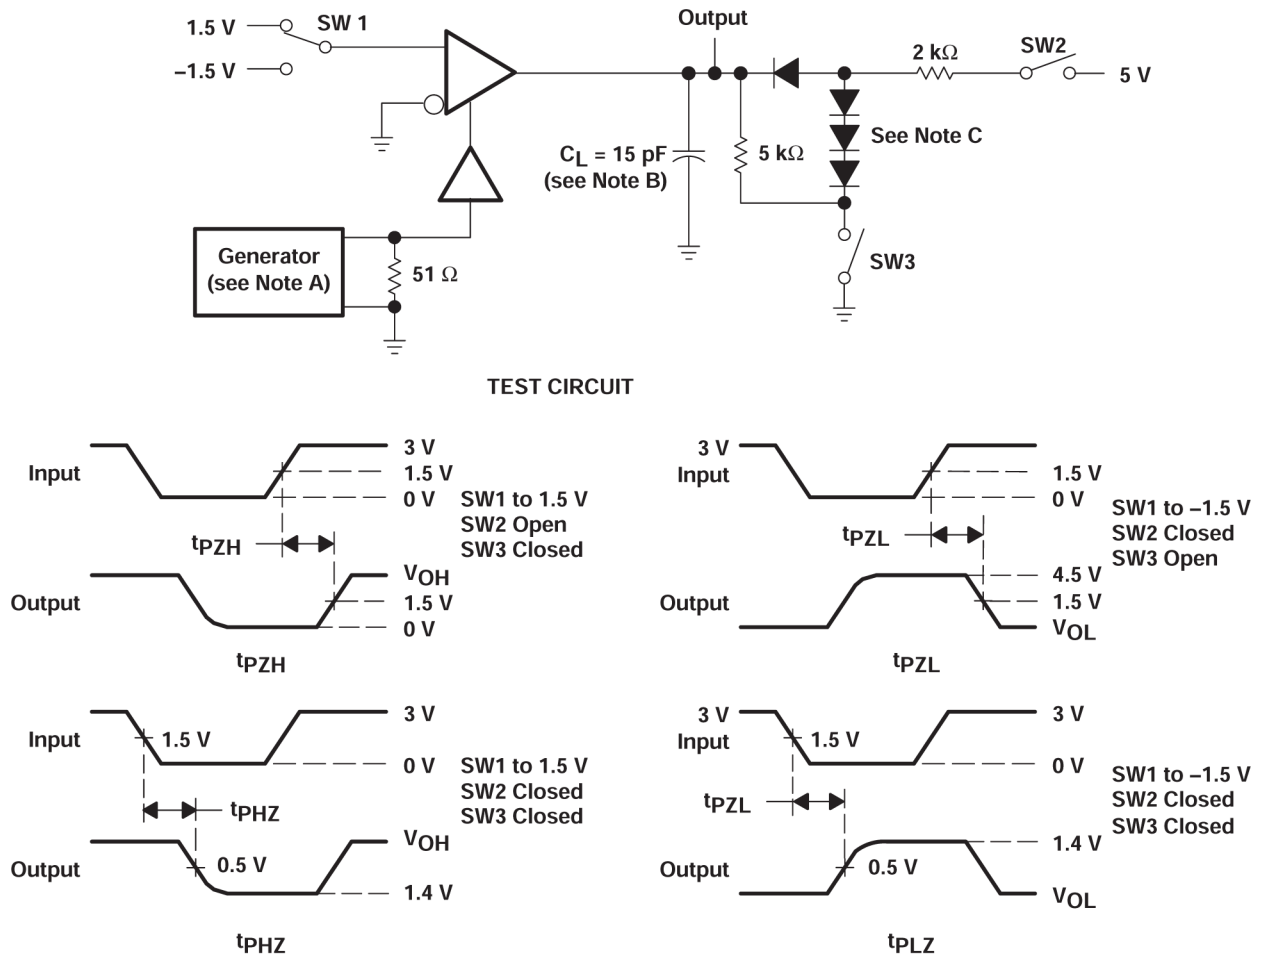 Output
1.5 V
SW 1
−1.5 V
2 kΩ
SW2
5 V
See Note C
CL = 15 pF
(see Note B)
5 kΩ
Generator
(see Note A)
51 Ω
SW3
TEST CIRCUIT
Input
3 V
1.5 V
0 V
SW1 to 1.5 V
SW2 Open
SW3 Closed
tPZH
Output
VOH
1.5 V
0 V
tPZH
3 V
Input
1.5 V
0 V
SW1 to −1.5 V
SW2 Closed
SW3 Open
tPZL
Output
4.5 V
1.5 V
VOL
tPZL
Input
3 V
1.5 V
0 V
SW1 to 1.5 V
SW2 Closed
SW3 Closed
tPHZ
Output
VOH
0.5 V
1.4 V
tPHZ
3 V
Input
3 V
1.5 V
0 V
SW1 to −1.5 V
SW2 Closed
SW3 Closed
tPZL
Output
1.4 V
0.5 V
VOL
tPLZ